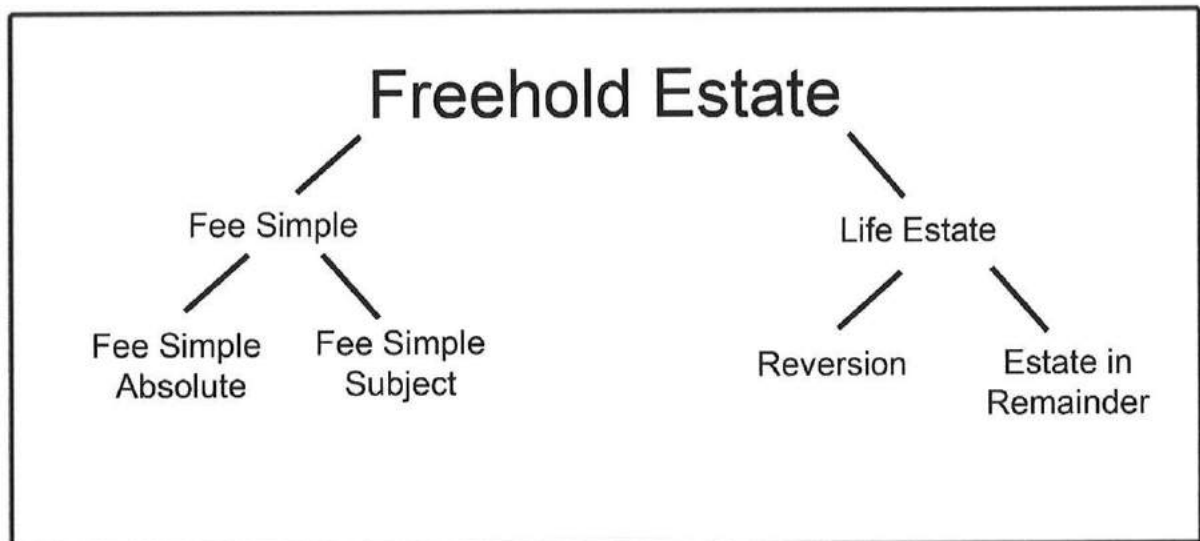 Freehold Estate
Fee Simple
Life Estate
Fee Simple
Absolute
Fee Simple
Subject
Reversion
Estate in
Remainder